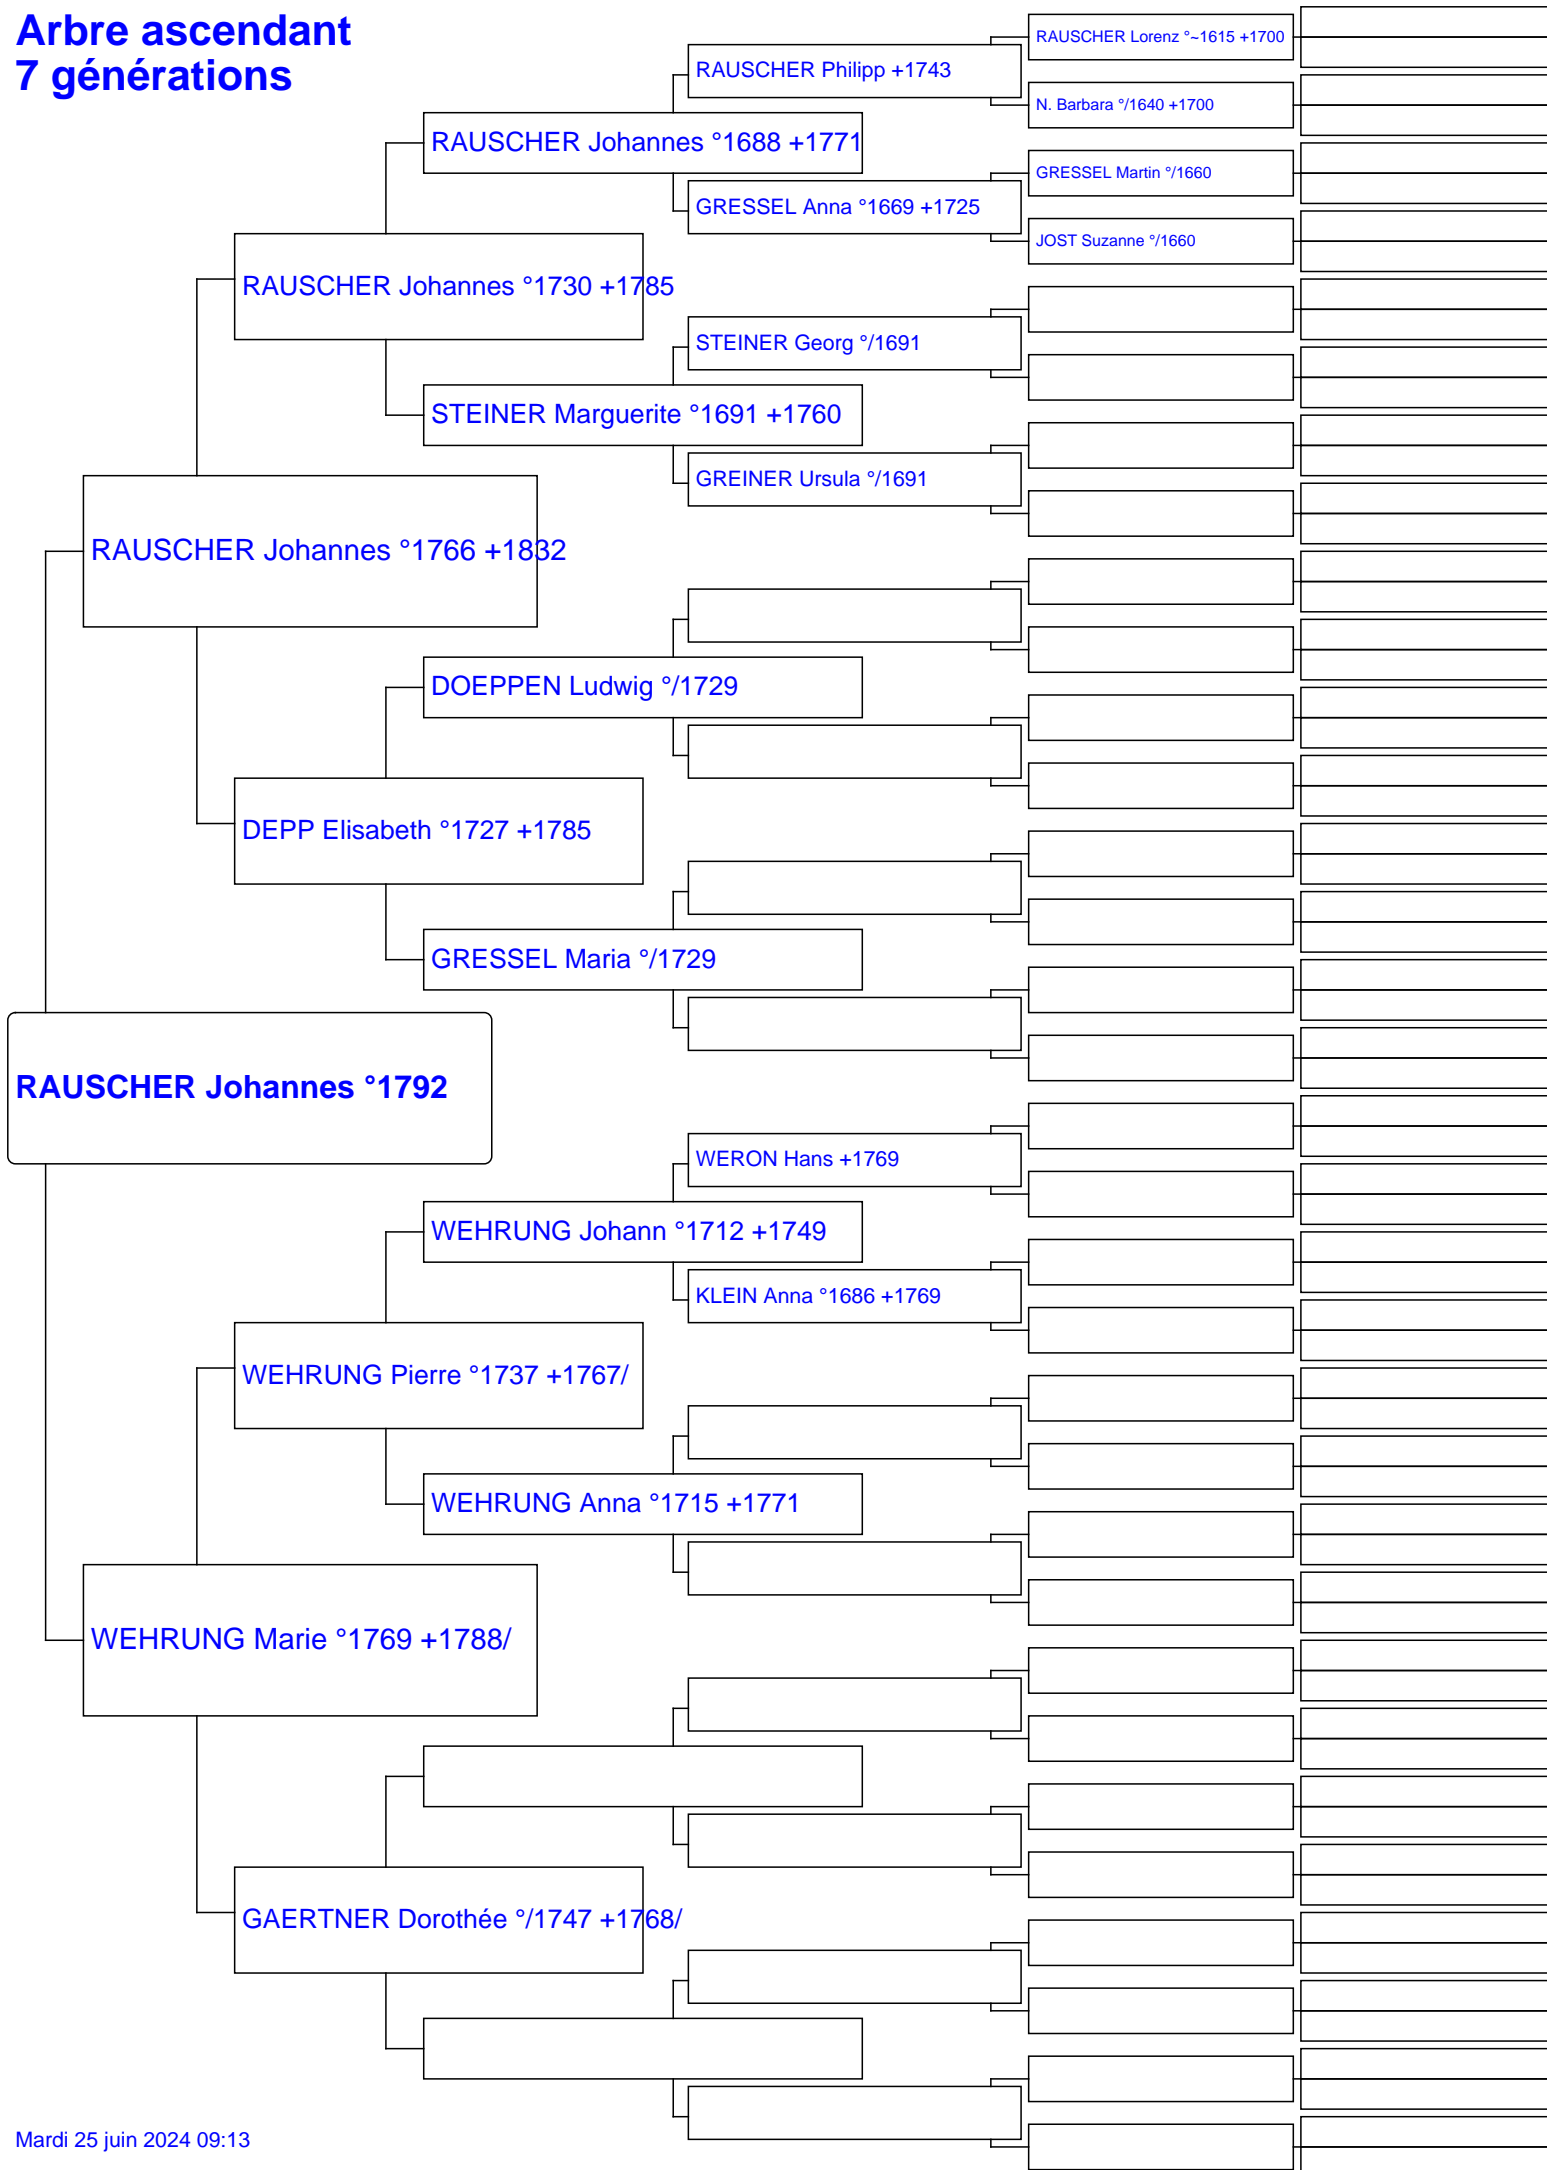 Arbre ascendant
7 générations
RAUSCHER Lorenz °~1615 +1700
RAUSCHER Philipp +1743
N. Barbara °/1640 +1700
RAUSCHER Johannes °1688 +1771
GRESSEL Martin °/1660
GRESSEL Anna °1669 +1725
JOST Suzanne °/1660
RAUSCHER Johannes °1730 +1785
STEINER Georg °/1691
STEINER Marguerite °1691 +1760
GREINER Ursula °/1691
RAUSCHER Johannes °1766 +1832
DOEPPEN Ludwig °/1729
DEPP Elisabeth °1727 +1785
GRESSEL Maria °/1729
RAUSCHER Johannes °1792
WERON Hans +1769
WEHRUNG Johann °1712 +1749
KLEIN Anna °1686 +1769
WEHRUNG Pierre °1737 +1767/
WEHRUNG Anna °1715 +1771
WEHRUNG Marie °1769 +1788/
GAERTNER Dorothée °/1747 +1768/
Mardi 25 juin 2024 09:13